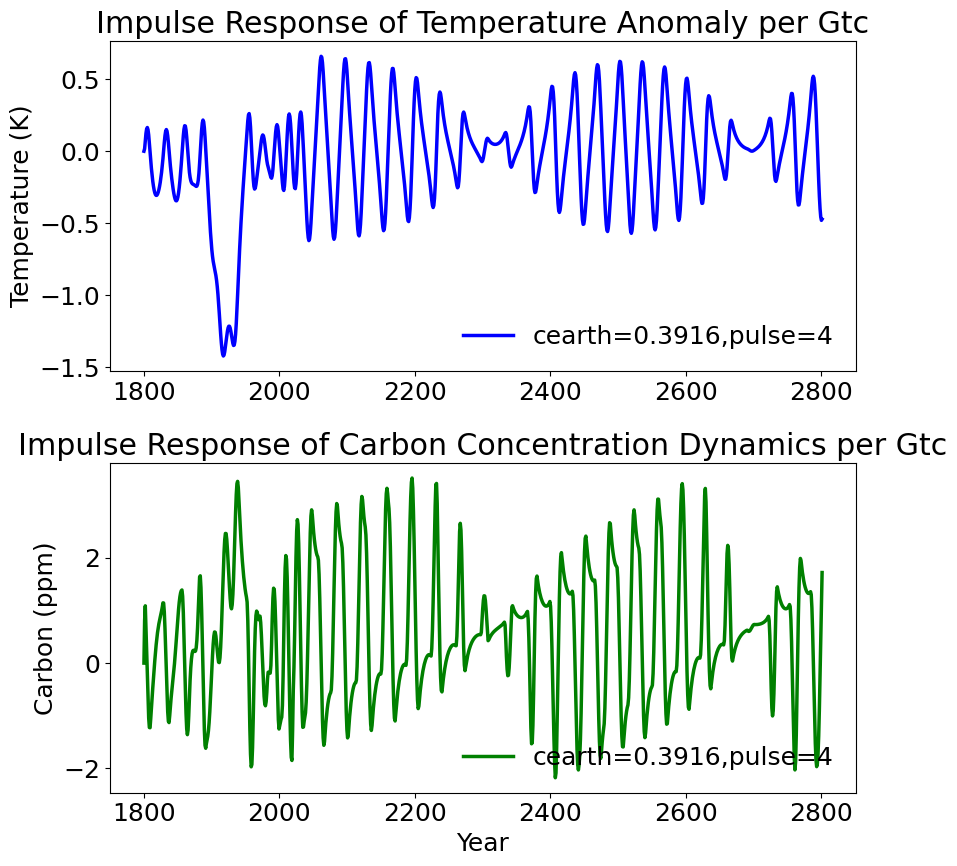 Impulse Response of Temperature Anomaly per Gtc
Temperature (K)
0.5
0.0
−0.5
−1.0
−1.5
cearth=0.3916,pulse=4
1800 2000 2200 2400 2600 2800
Impulse Response of Carbon Concentration Dynamics per Gtc
Carbon (ppm)
2
0
−2
cearth=0.3916,pulse=4
1800 2000 2200 2400 2600 2800
Year